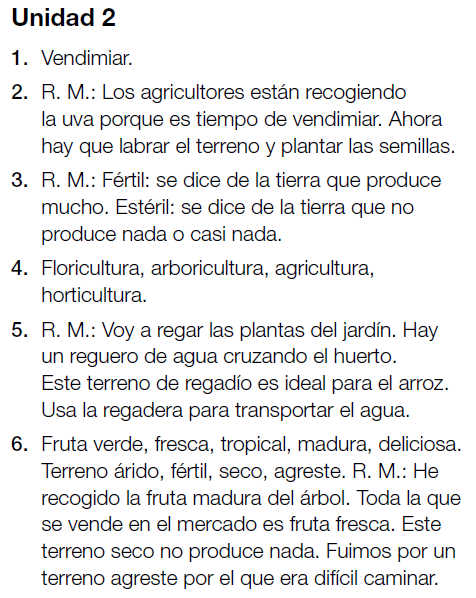 Unidad 2
1. Vendimiar.
2. R. M.: Los agricultores están recogiendo
la uva porque es tiempo de vendimiar. Ahora
hay que labrar el terreno y plantar las semillas.
3. R. M.: Fértil: se dice de la tierra que produce
mucho. Estéril: se dice de la tierra que no
produce nada o casi nada.
4. Floricultura, arboricultura, agricultura,
horticultura.
5. R. M.: Voy a regar las plantas del jardín. Hay
un reguero de agua cruzando el huerto.
Este terreno de regadío es ideal para el arroz.
Usa la regadera para transportar el agua.
6. Fruta verde, fresca, tropical, madura, deliciosa.
Terreno árido, fértil, seco, agreste. R. M.: He
recogido la fruta madura del árbol. Toda la que
se vende en el mercado es fruta fresca. Este
terreno seco no produce nada. Fuimos por un
terreno agreste por el que era difícil caminar.